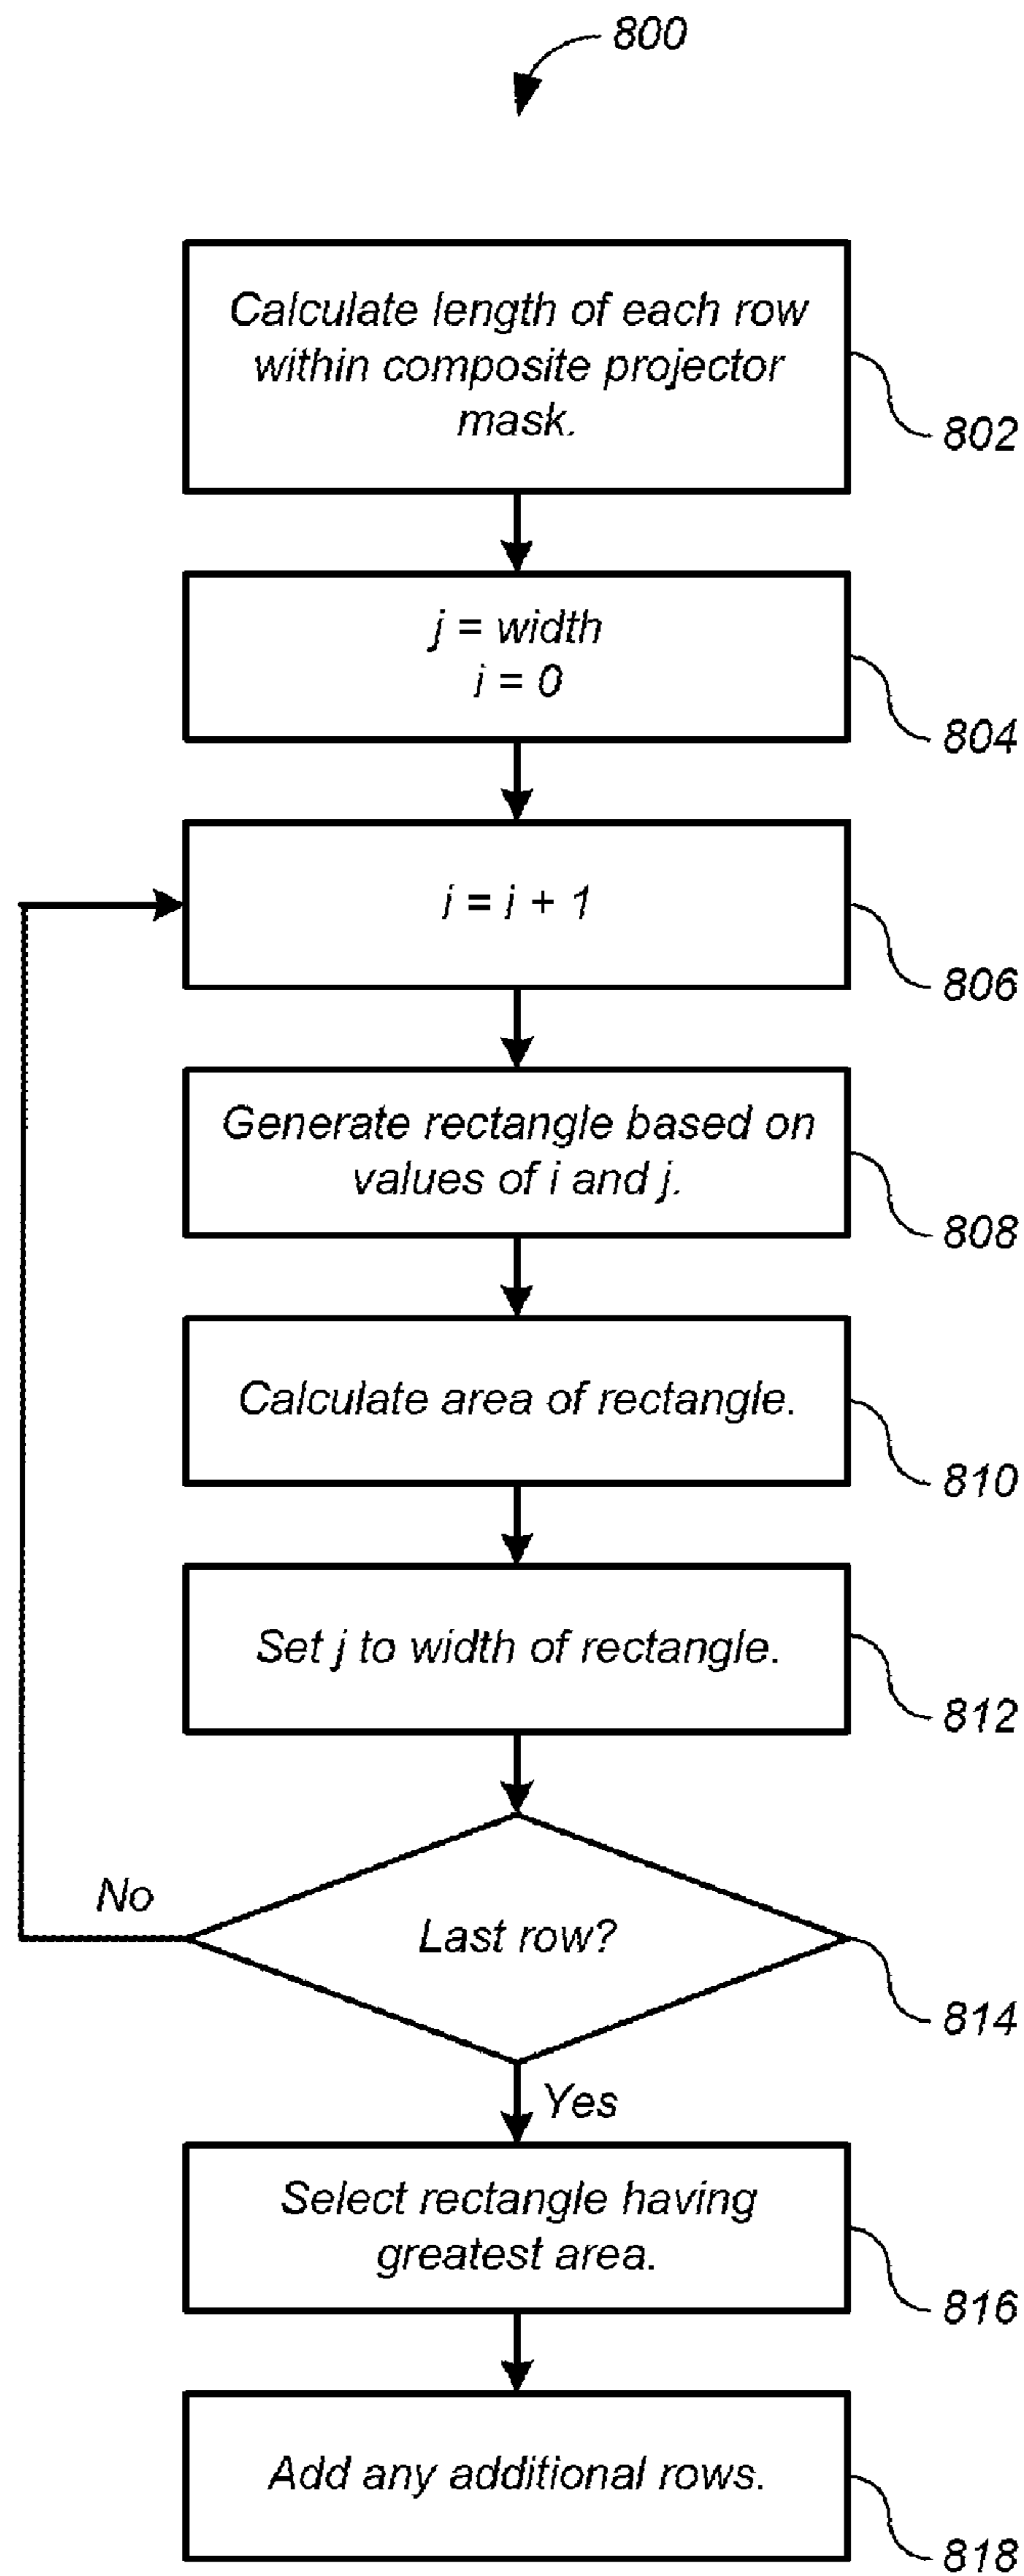 800
Calculate length of each row
within composite projector
mask.
802
j = width
i = 0
804
i = i + 1
806
Generate rectangle based on
values of i and j.
808
Calculate area of rectangle.
810
Set j to width of rectangle.
812
No
Last row?
814
Yes
Select rectangle having
greatest area.
816
Add any additional rows.
818